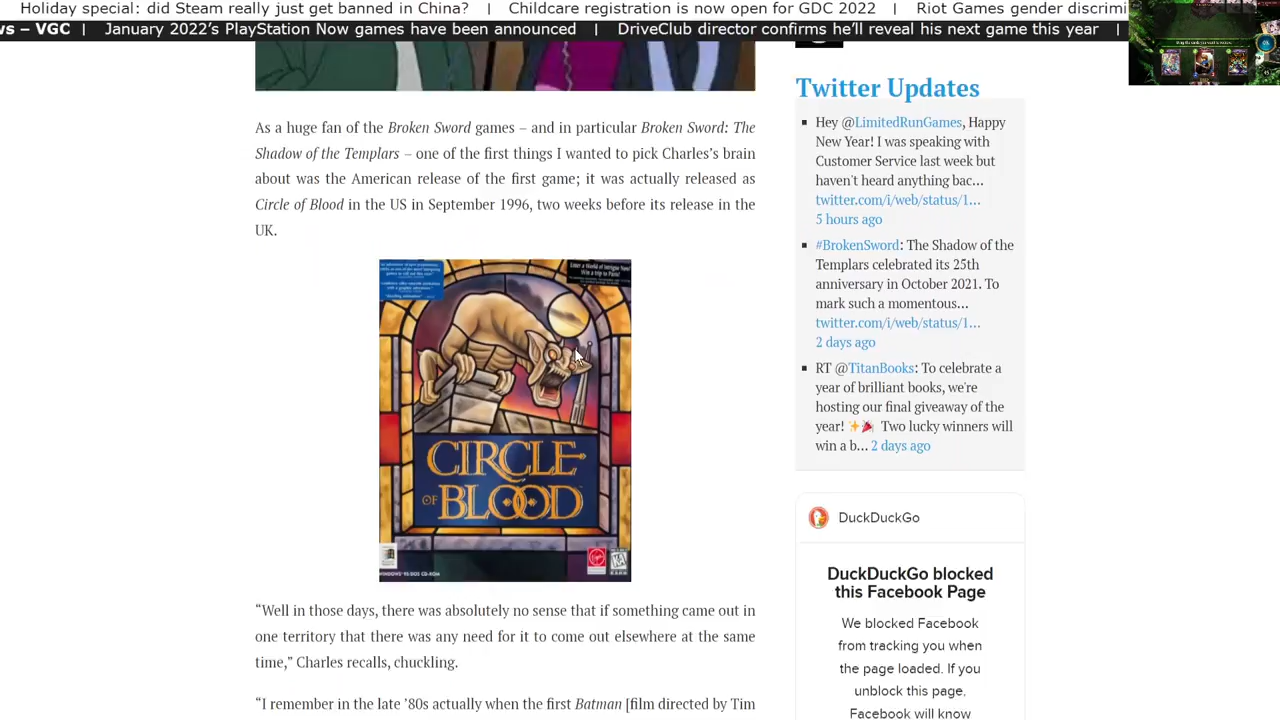 Holiday special: did Steam really just get banned in China? | Childcare registration is now open for GDC 2022 | Riot Games gender discrimi
ws – VGC | January 2022's PlayStation Now games have been announced | DriveClub director confirms he'll reveal his next game this year |
As a huge fan of the Broken Sword games – and in particular Broken Sword: The
Shadow of the Templars – one of the first things I wanted to pick Charles's brain
about was the American release of the first game; it was actually released as
Circle of Blood in the US in September 1996, two weeks before its release in the
UK.
CIRCLE
OF BLOOD
WINDOWS 95/DOS CD-ROM
“Well in those days, there was absolutely no sense that if something came out in
one territory that there was any need for it to come out elsewhere at the same
time,” Charles recalls, chuckling.
“I remember in the late ’80s actually when the first Batman [film directed by Tim
Twitter Updates
Hey @LimitedRunGames, Happy
New Year! I was speaking with
Customer Service last week but
haven't heard anything bac...
twitter.com/i/web/status/1...
5 hours ago
#BrokenSword: The Shadow of the
Templars celebrated its 25th
anniversary in October 2021. To
mark such a momentous...
twitter.com/i/web/status/1...
2 days ago
RT @TitanBooks: To celebrate a
year of brilliant books, we're
hosting our final giveaway of the
year! ✨🎉 Two lucky winners will
win a b... 2 days ago
DuckDuckGo
DuckDuckGo blocked
this Facebook Page
We blocked Facebook
from tracking you when
the page loaded. If you
unblock this page,
Facebook will know